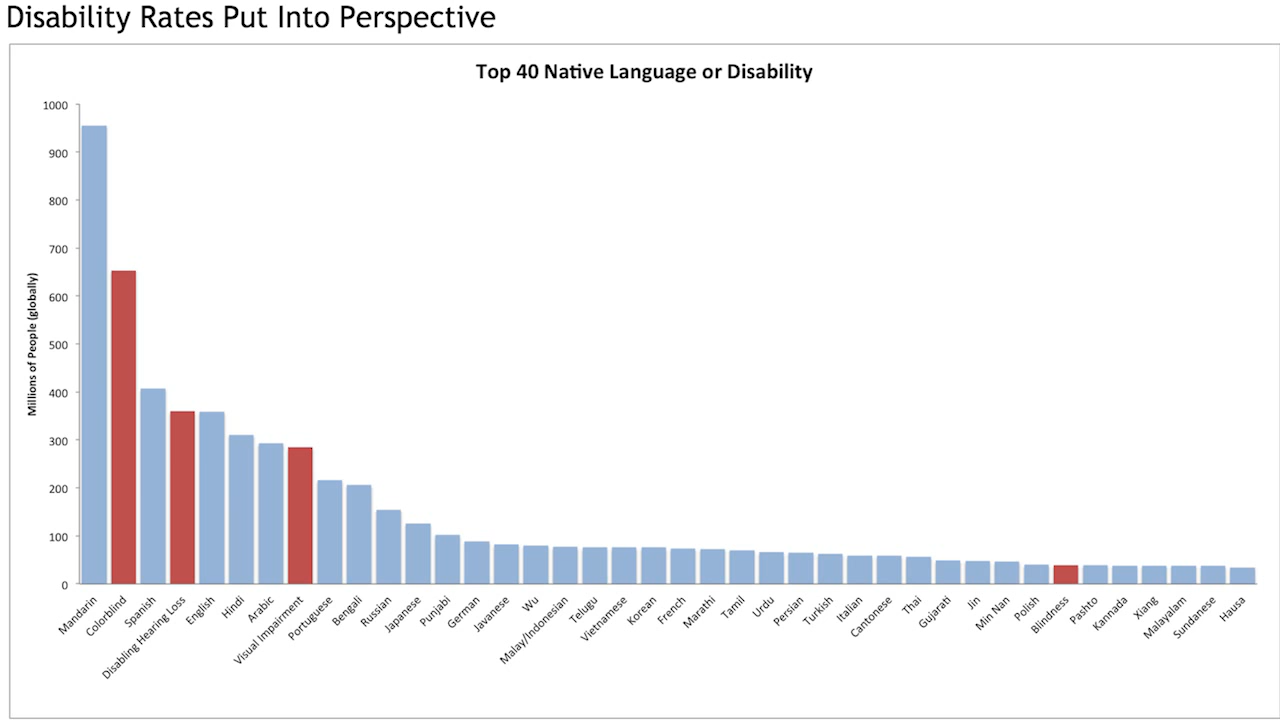 Disability Rates Put Into Perspective
Top 40 Native Language or Disability
Millions of People (globally)
1000
900
800
700
600
500
400
300
200
100
0
Mandarin
Colorblind
Spanish
Disabling Hearing Loss
English
Hindi
Arabic
Visual Impairment
Portuguese
Bengali
Russian
Japanese
Punjabi
German
Javanese
Wu
Malay/Indonesian
Telugu
Vietnamese
Korean
French
Marathi
Tamil
Urdu
Persian
Turkish
Italian
Cantonese
Thai
Gujarati
Jin
Min Nan
Polish
Blindness
Pashto
Kannada
Xiang
Malayalam
Sundanese
Hausa